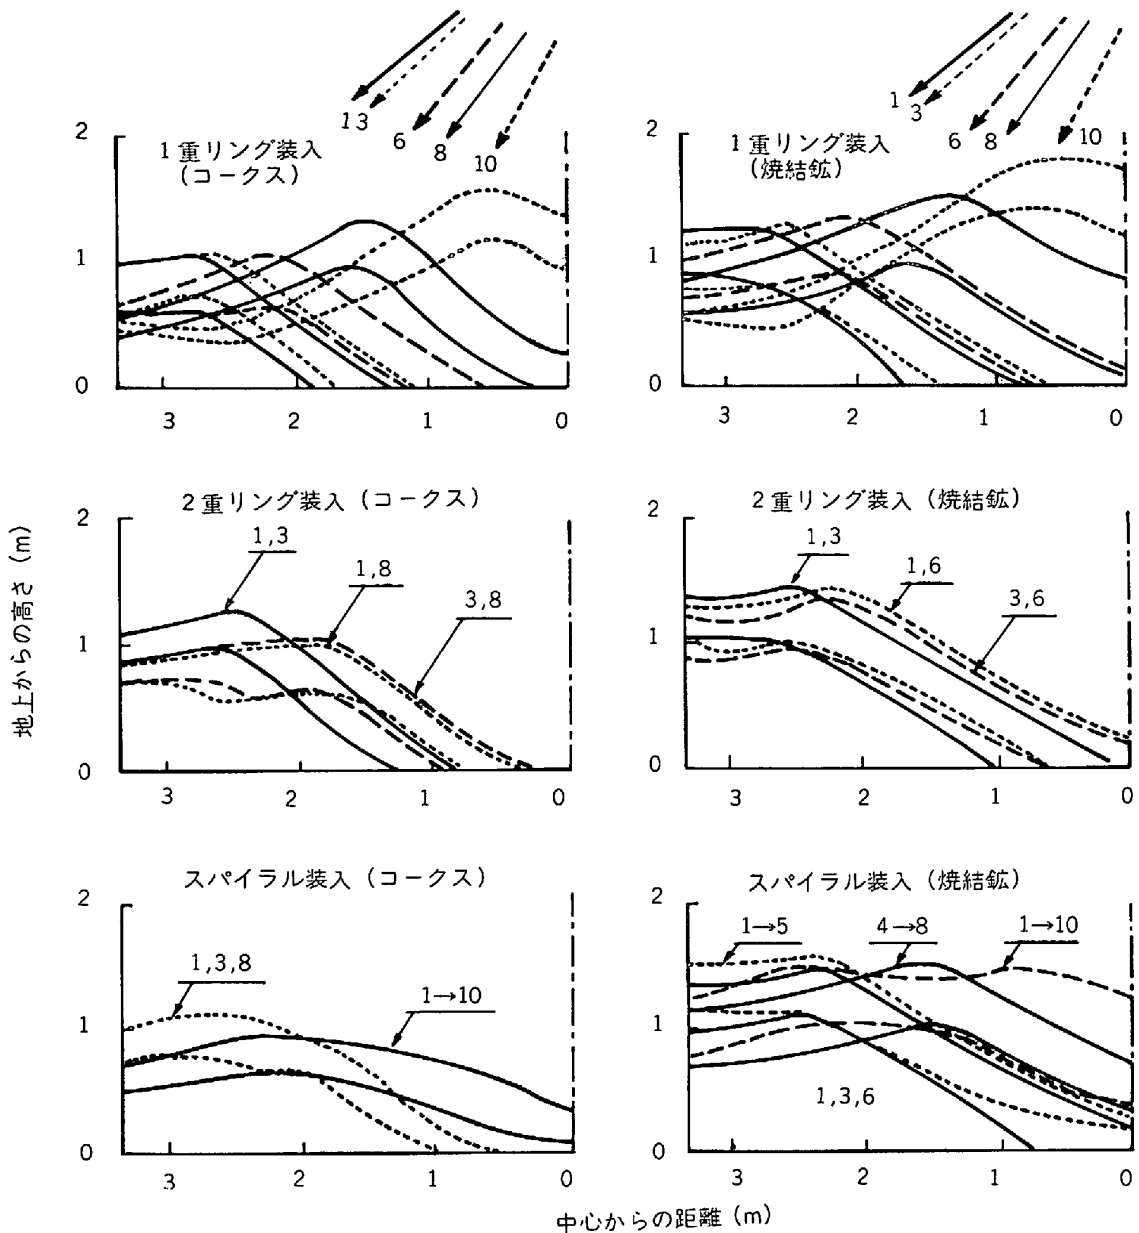 1 3 6 8 10
1重リング装入
(コークス)
2
1
0
3 2 1 0
1 3 6 8 10
1重リング装入
(焼結鉱)
2
1
0
3 2 1 0
地上からの高さ (m)
2重リング装入 (コークス)
2
1
0
1,3
1,8
3,8
3 2 1 0
2重リング装入 (焼結鉱)
2
1
0
1,3
1,6
3,6
3 2 1 0
スパイラル装入 (コークス)
2
1
0
1,3,8
1→10
3 2 1 0
スパイラル装入 (焼結鉱)
2
1
0
1→5
4→8
1→10
1,3,6
3 2 1 0
中心からの距離 (m)